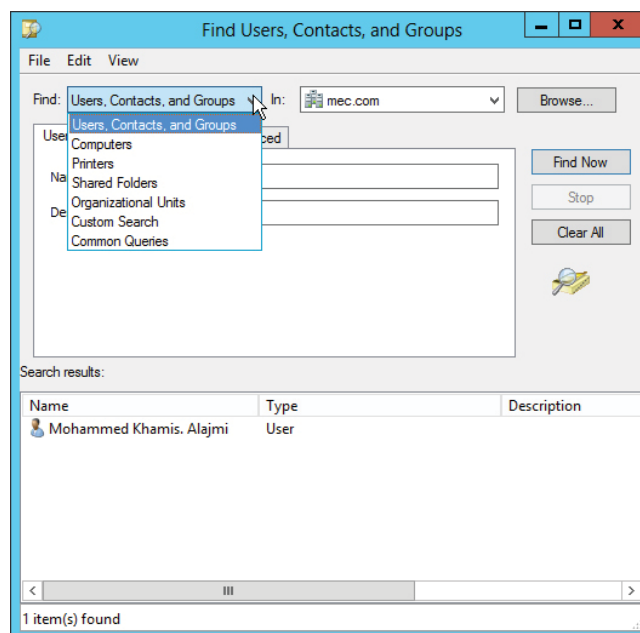 Find Users, Contacts, and Groups
File Edit View
Find: Users, Contacts, and Groups In: mec.com Browse...
Users, Contacts, and Groups
Computers
Printers
Shared Folders
Organizational Units
Custom Search
Common Queries
Find Now
Stop
Clear All
Search results:
Name Type Description
Mohammed Khamis. Alajmi User
1 item(s) found